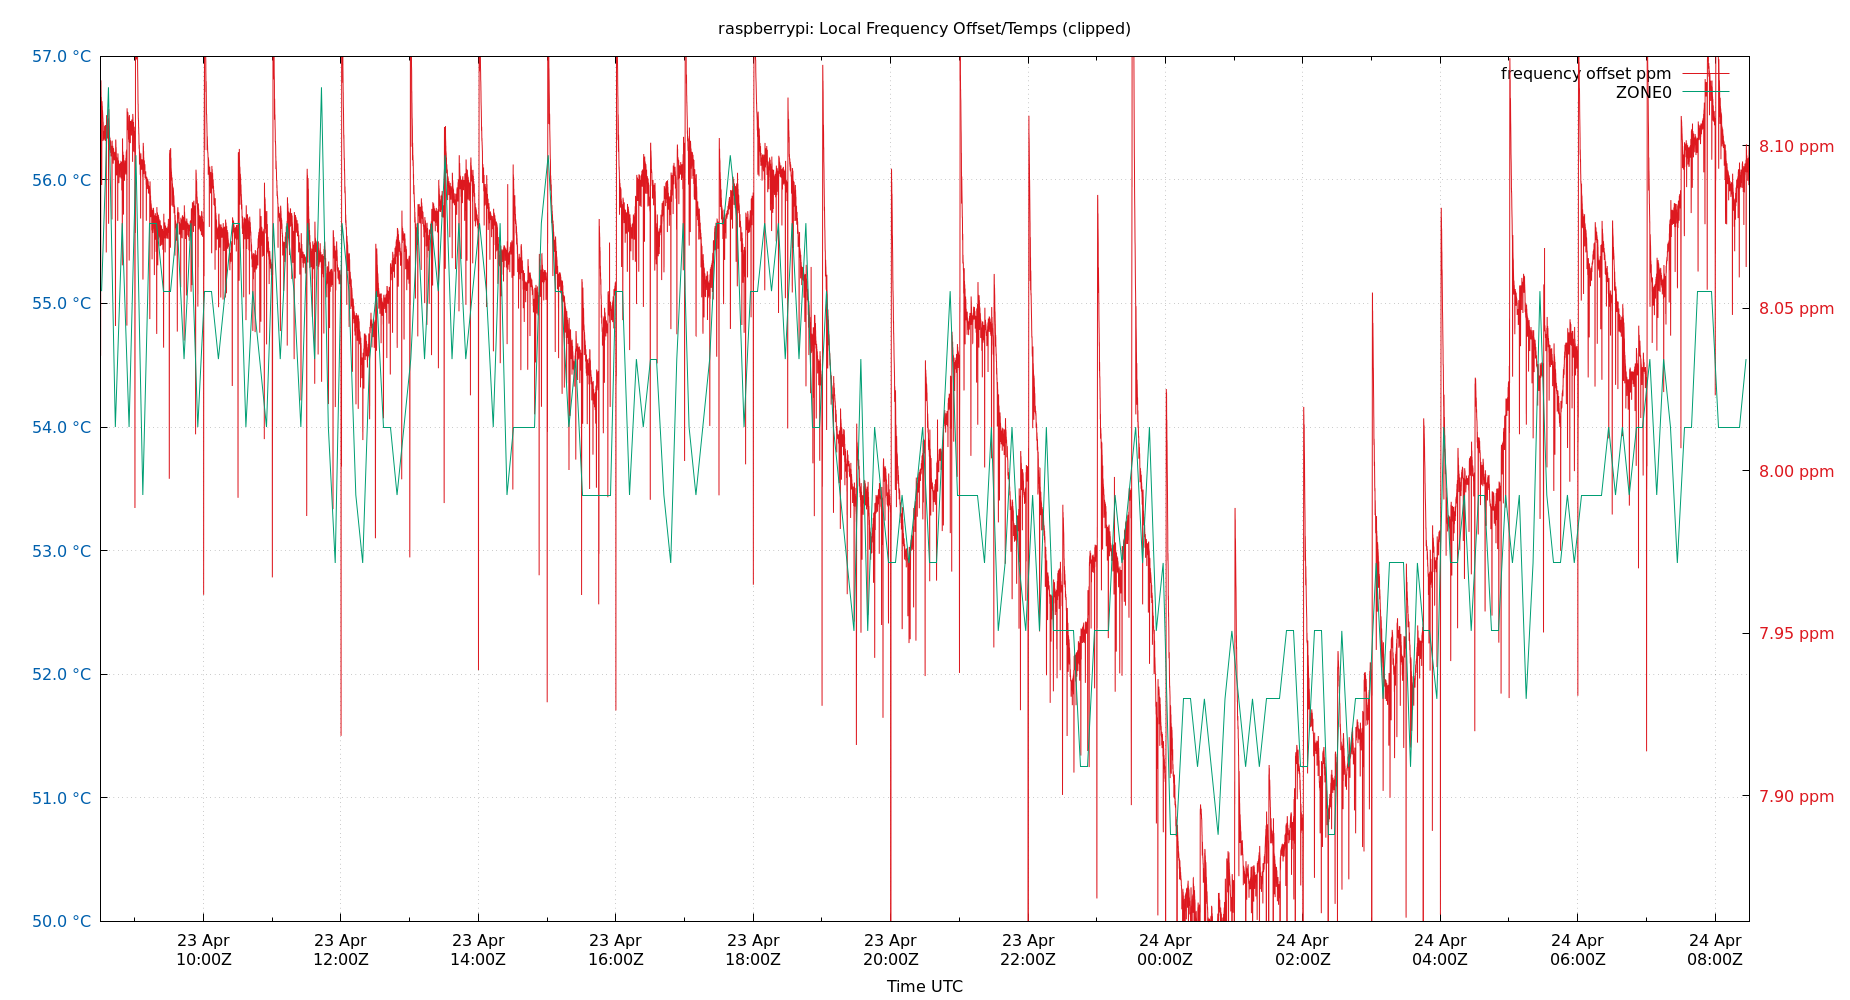 raspberrypi: Local Frequency Offset/Temps (clipped)
57.0 °C
56.0 °C
55.0 °C
54.0 °C
53.0 °C
52.0 °C
51.0 °C
50.0 °C
frequency offset ppm
ZONE0
8.10 ppm
8.05 ppm
8.00 ppm
7.95 ppm
7.90 ppm
23 Apr 23 Apr 23 Apr 23 Apr 23 Apr 23 Apr 23 Apr 24 Apr 24 Apr 24 Apr 24 Apr 24 Apr
10:00Z 12:00Z 14:00Z 16:00Z 18:00Z 20:00Z 22:00Z 00:00Z 02:00Z 04:00Z 06:00Z 08:00Z
Time UTC